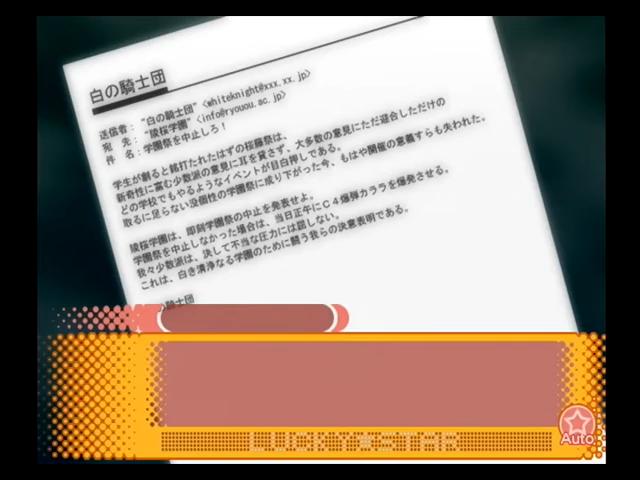 白の騎士団
送信者： “白の騎士団”<whiteknight@xxx.xx.jp>
宛　先： “陵桜学園”<info@ryouou.ac.jp>
件　名：学園祭を中止しろ！
学生が創ると銘打たれたはずの桜藤祭は、
新奇性に富む少数派の意見に耳を貸さず、大多数の意見にただ迎合しただけの
どの学校でもやるようなイベントが目白押しである。
取るに足らない没個性の学園祭に成り下がった今、もはや開催の意義すらも失われた。
陵桜学園は、即刻学園祭の中止を発表せよ。
学園祭を中止しなかった場合は、当日正午にＣ４爆弾カララを爆発させる。
我々少数派は、決して不当な圧力には屈しない。
これは、白き清浄なる学園のために闘う我らの決意表明である。
の騎士団
LUCKY☆STAR
Auto